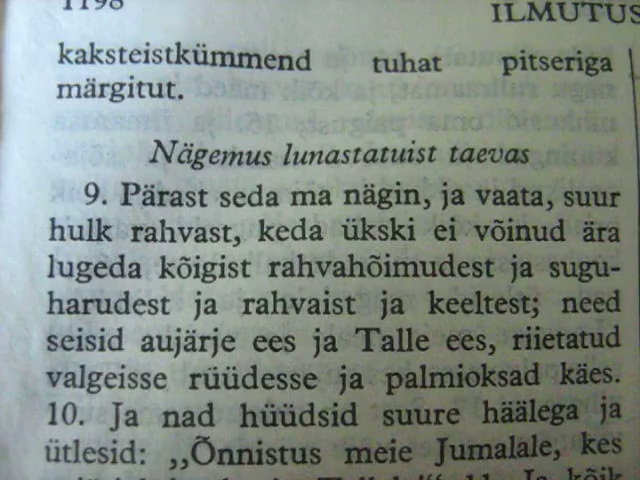 1198
ILMUTUS
kaksteistkümmend tuhat pitseriga
märgitut.
Nägemus lunastatuist taevas
9. Pärast seda ma nägin, ja vaata, suur
hulk rahvast, keda ükski ei võinud ära
lugeda kõigist rahvahõimudest ja sugu-
harudest ja rahvaist ja keeltest; need
seisid aujärje ees ja Talle ees, riietatud
valgeisse rüüdesse ja palmioksad käes.
10. Ja nad hüüdsid suure häälega ja
ütlesid: „Õnnistus meie Jumalale, kes
11. Ja kõik